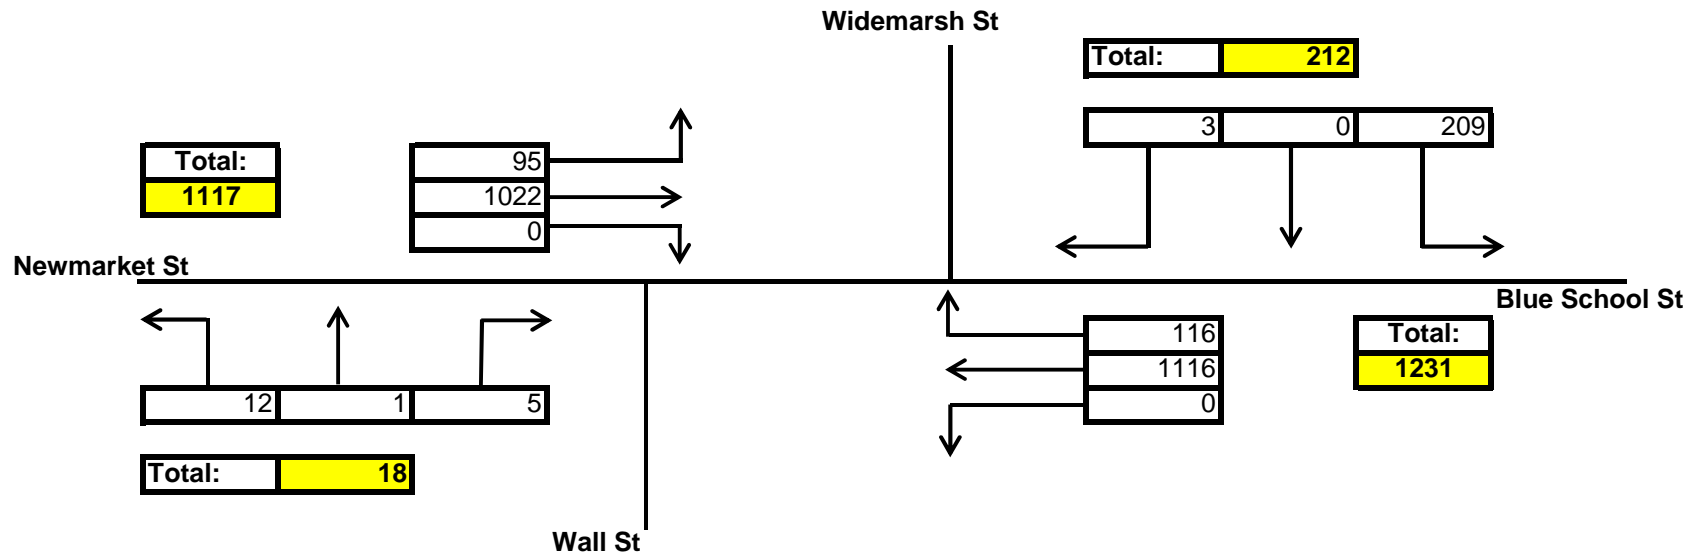 Widemarsh St
Total: 212
3 0 209
Total:
1117
95
1022
0
Newmarket St
Blue School St
116
1116
0
Total:
1231
12 1 5
Total: 18
Wall St